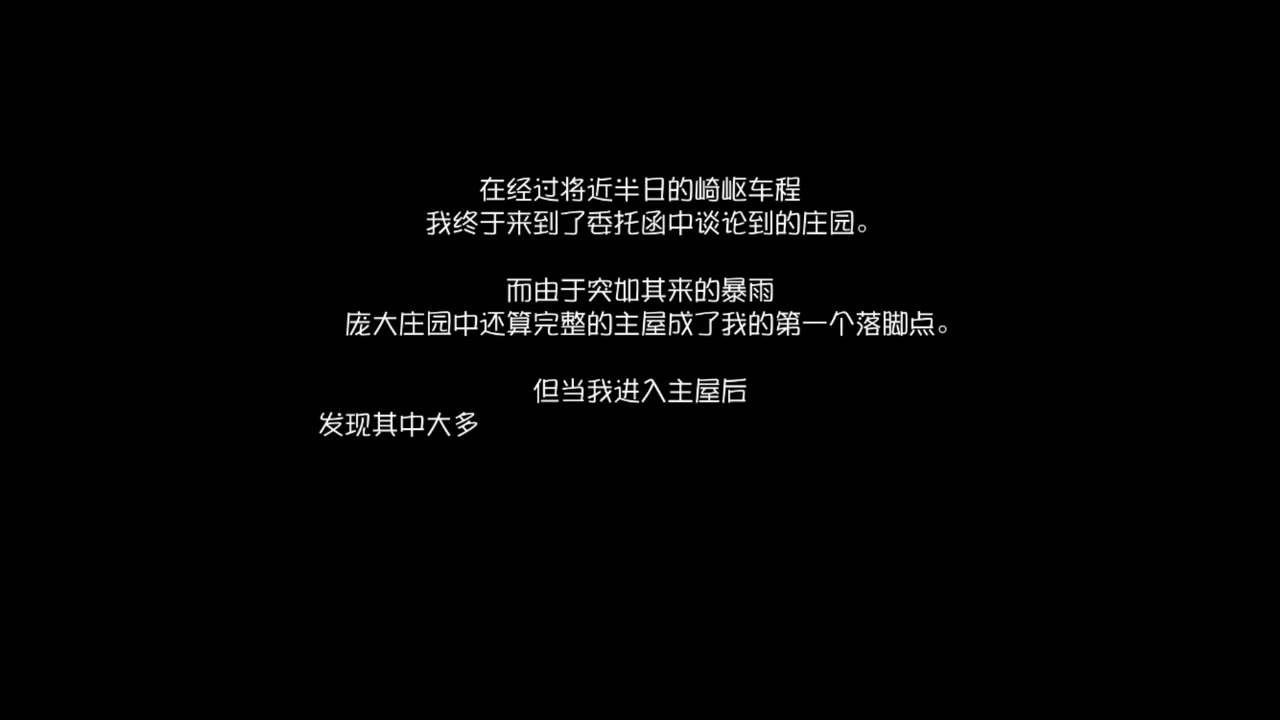 在经过将近半日的崎岖车程
我终于来到了委托函中谈论到的庄园。
而由于突如其来的暴雨
庞大庄园中还算完整的主屋成了我的第一个落脚点。
但当我进入主屋后
发现其中大多